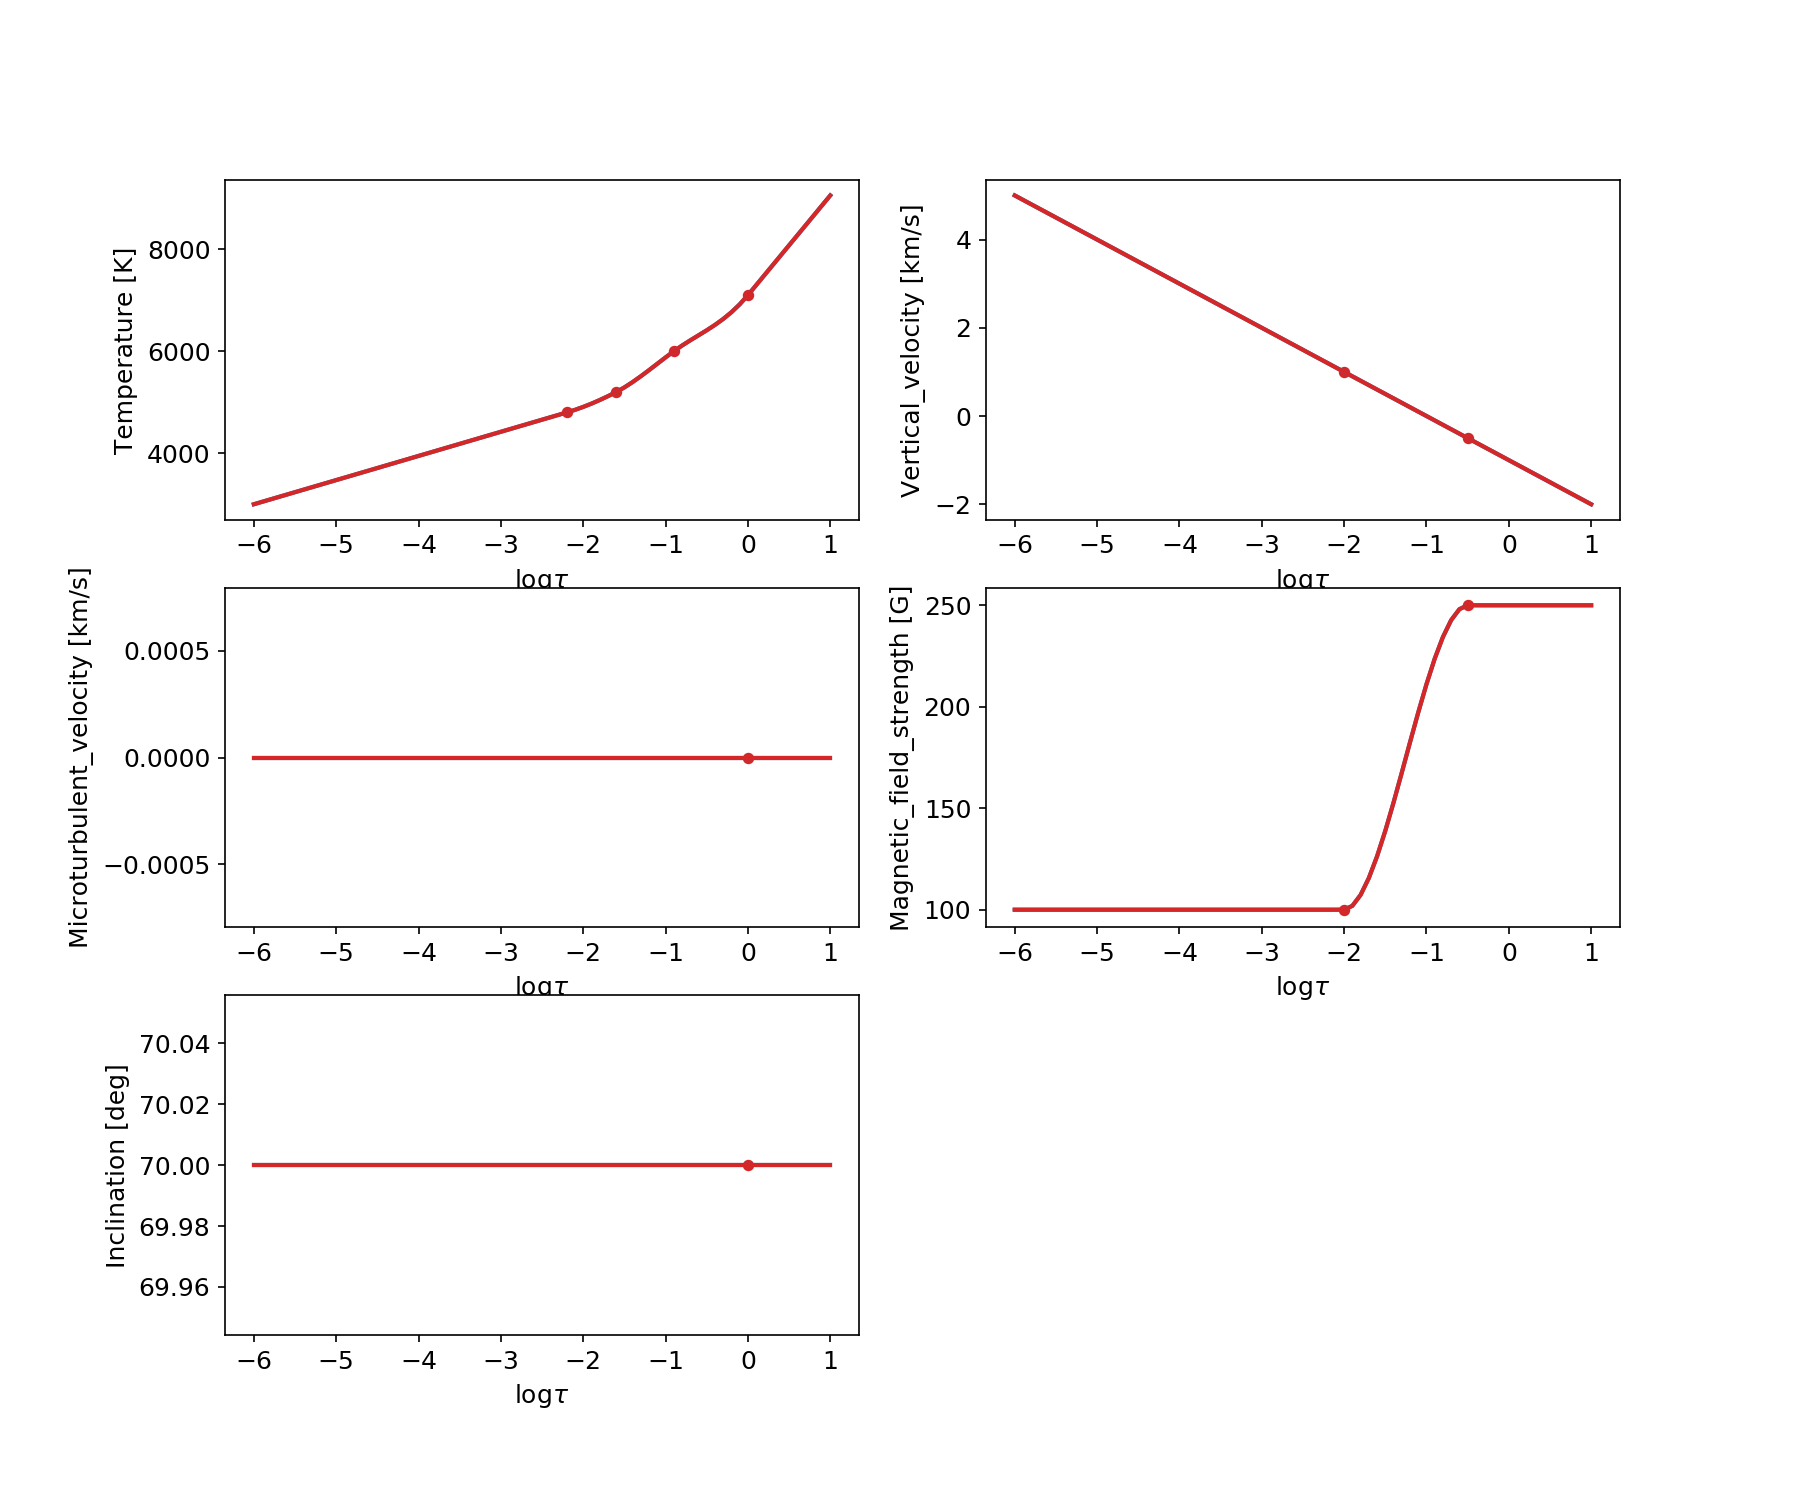 Temperature [K]
8000
6000
4000
−6 −5 −4 −3 −2 −1 0 1
logτ
Vertical_velocity [km/s]
4
2
0
−2
−6 −5 −4 −3 −2 −1 0 1
logτ
Microturbulent_velocity [km/s]
0.0005
0.0000
−0.0005
−6 −5 −4 −3 −2 −1 0 1
logτ
Magnetic_field_strength [G]
250
200
150
100
−6 −5 −4 −3 −2 −1 0 1
logτ
Inclination [deg]
70.04
70.02
70.00
69.98
69.96
−6 −5 −4 −3 −2 −1 0 1
logτ